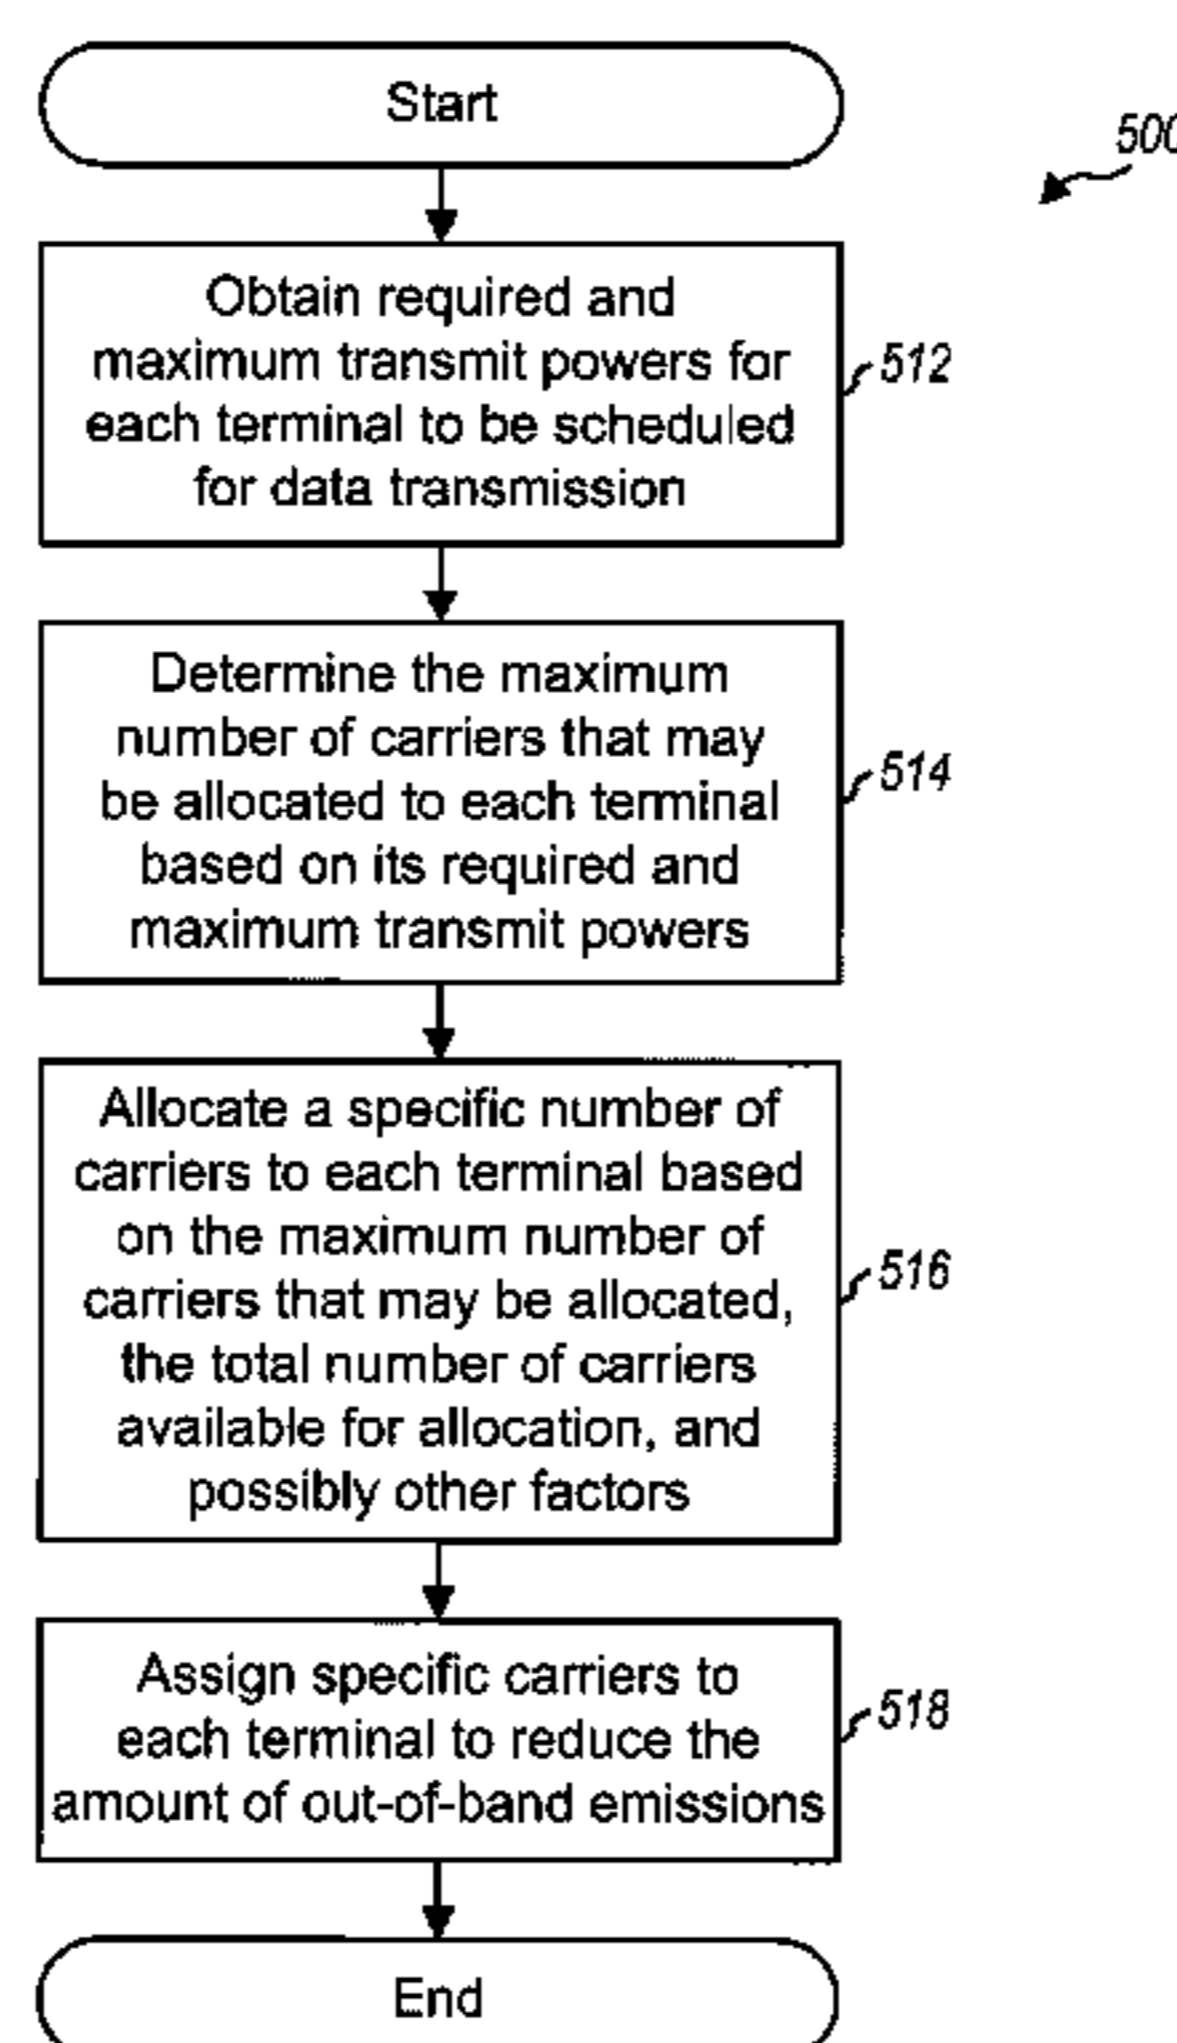 Start
500
Obtain required and
maximum transmit powers for
each terminal to be scheduled
for data transmission
512
Determine the maximum
number of carriers that may
be allocated to each terminal
based on its required and
maximum transmit powers
514
Allocate a specific number of
carriers to each terminal based
on the maximum number of
carriers that may be allocated,
the total number of carriers
available for allocation, and
possibly other factors
516
Assign specific carriers to
each terminal to reduce the
amount of out-of-band emissions
518
End